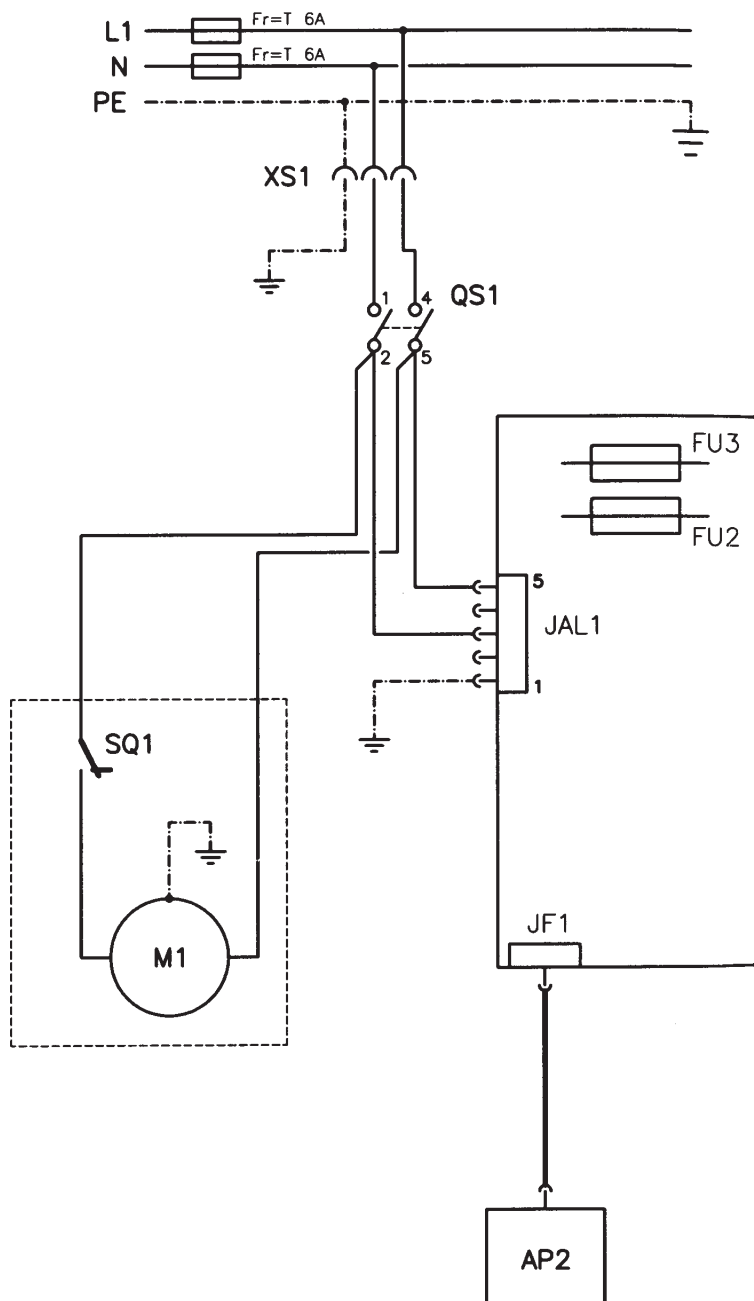 L1 Fr=T 6A
N Fr=T 6A
PE
XS1
1 4 QS1
2 5
FU3
FU2
5
JAL1
1
SQ1
M1
JF1
AP2